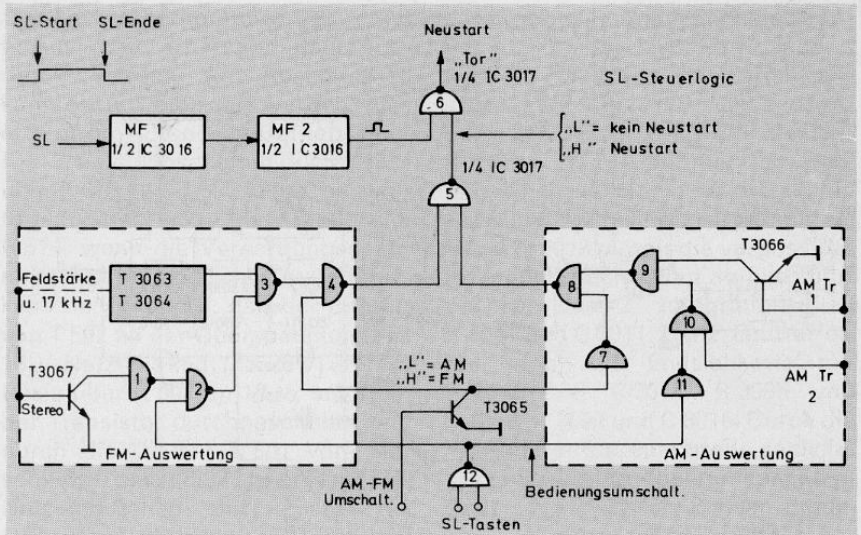 SL-Start SL-Ende
Neustart
„Tor"
1/4 IC 3017
SL-Steuerlogic
6
SL
MF 1
1/2 IC 3016
MF 2
1/2 IC 3016
„L" = kein Neustart
„H" Neustart
1/4 IC 3017
5
Feldstärke
u. 17 kHz
T 3063
T 3064
3
4
T3067
Stereo
1
2
FM-Auswertung
„L" = AM
„H" = FM
T3065
AM-FM
Umschalt.
12
SL-Tasten
Bedienungsumschalt.
T3066
8
9
AM Tr
1
10
7
AM Tr
2
11
AM-Auswertung